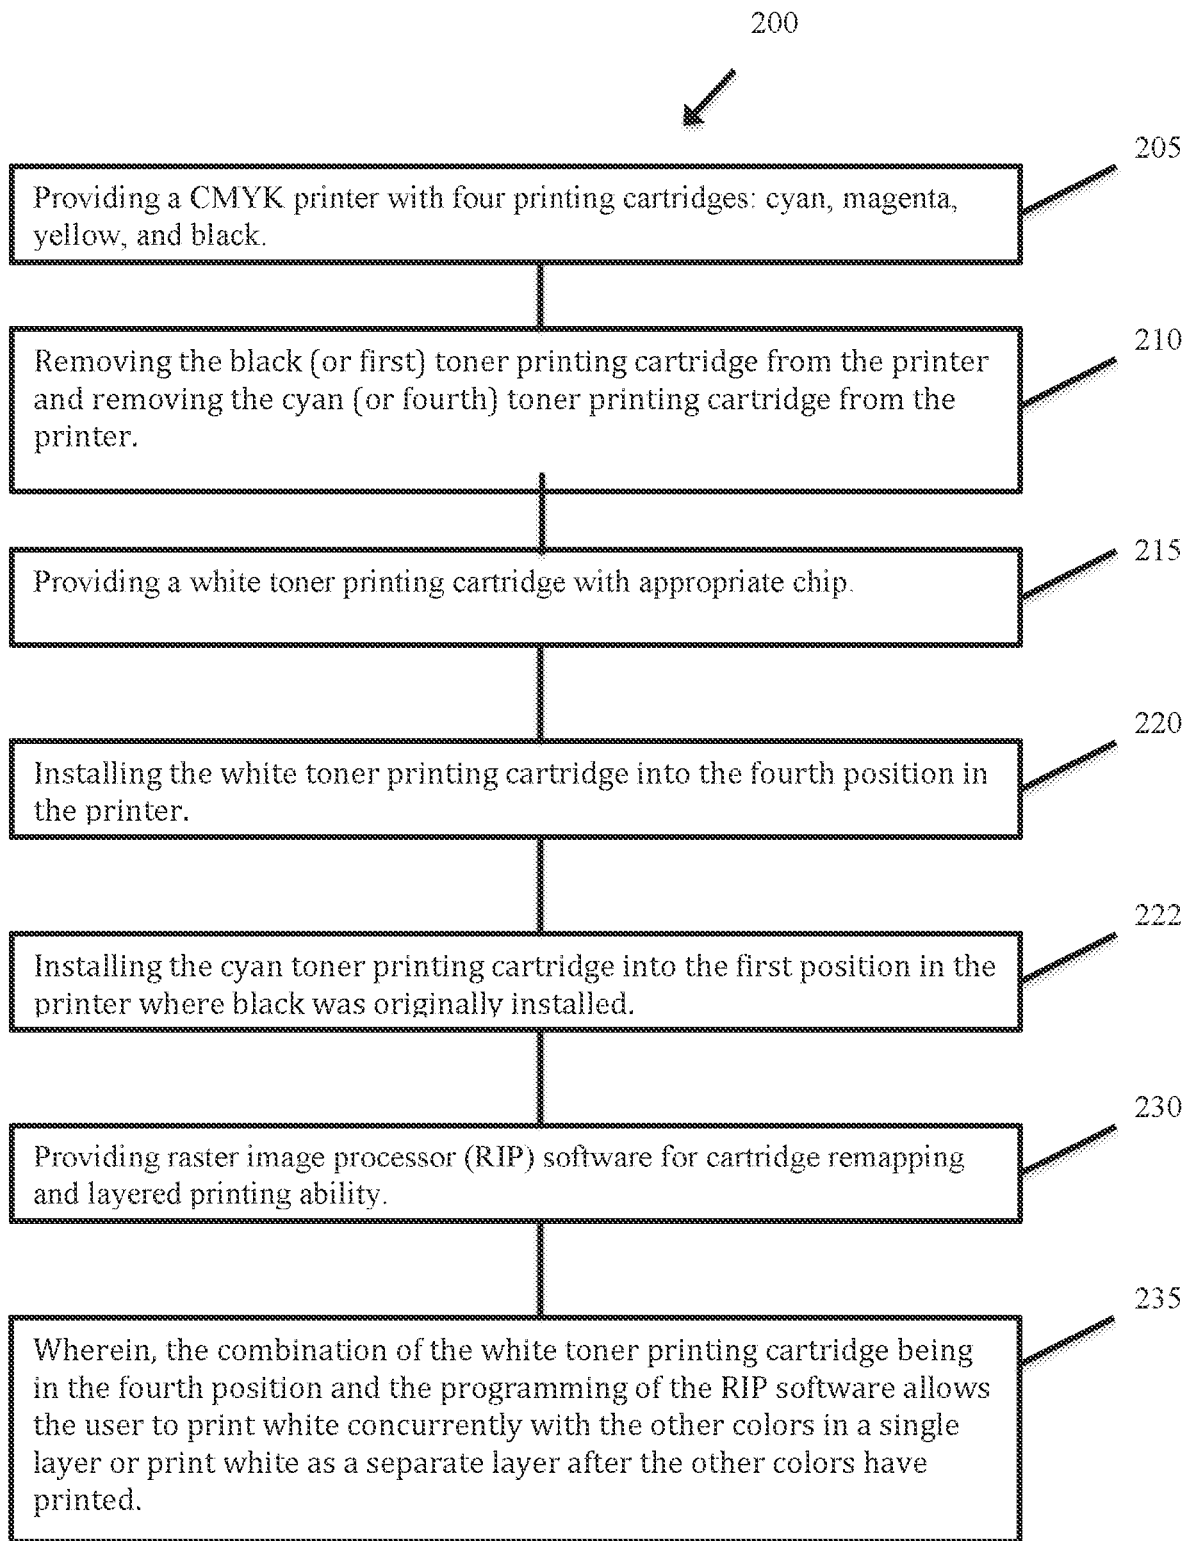 200
205
Providing a CMYK printer with four printing cartridges: cyan, magenta,
yellow, and black.
210
Removing the black (or first) toner printing cartridge from the printer
and removing the cyan (or fourth) toner printing cartridge from the
printer.
215
Providing a white toner printing cartridge with appropriate chip.
220
Installing the white toner printing cartridge into the fourth position in
the printer.
222
Installing the cyan toner printing cartridge into the first position in the
printer where black was originally installed.
230
Providing raster image processor (RIP) software for cartridge remapping
and layered printing ability.
235
Wherein, the combination of the white toner printing cartridge being
in the fourth position and the programming of the RIP software allows
the user to print white concurrently with the other colors in a single
layer or print white as a separate layer after the other colors have
printed.